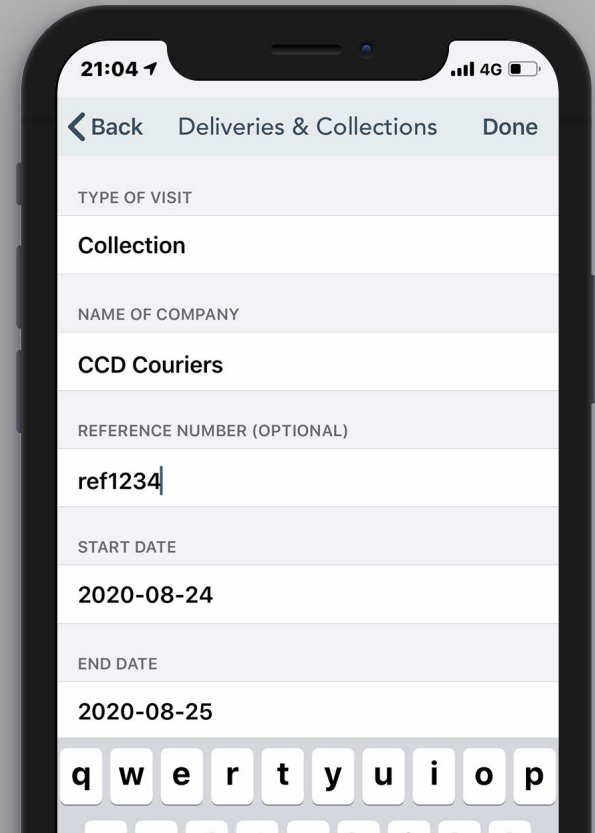 21:04 4G
Back Deliveries & Collections Done
TYPE OF VISIT
Collection
NAME OF COMPANY
CCD Couriers
REFERENCE NUMBER (OPTIONAL)
ref1234
START DATE
2020-08-24
END DATE
2020-08-25
q w e r t y u i o p